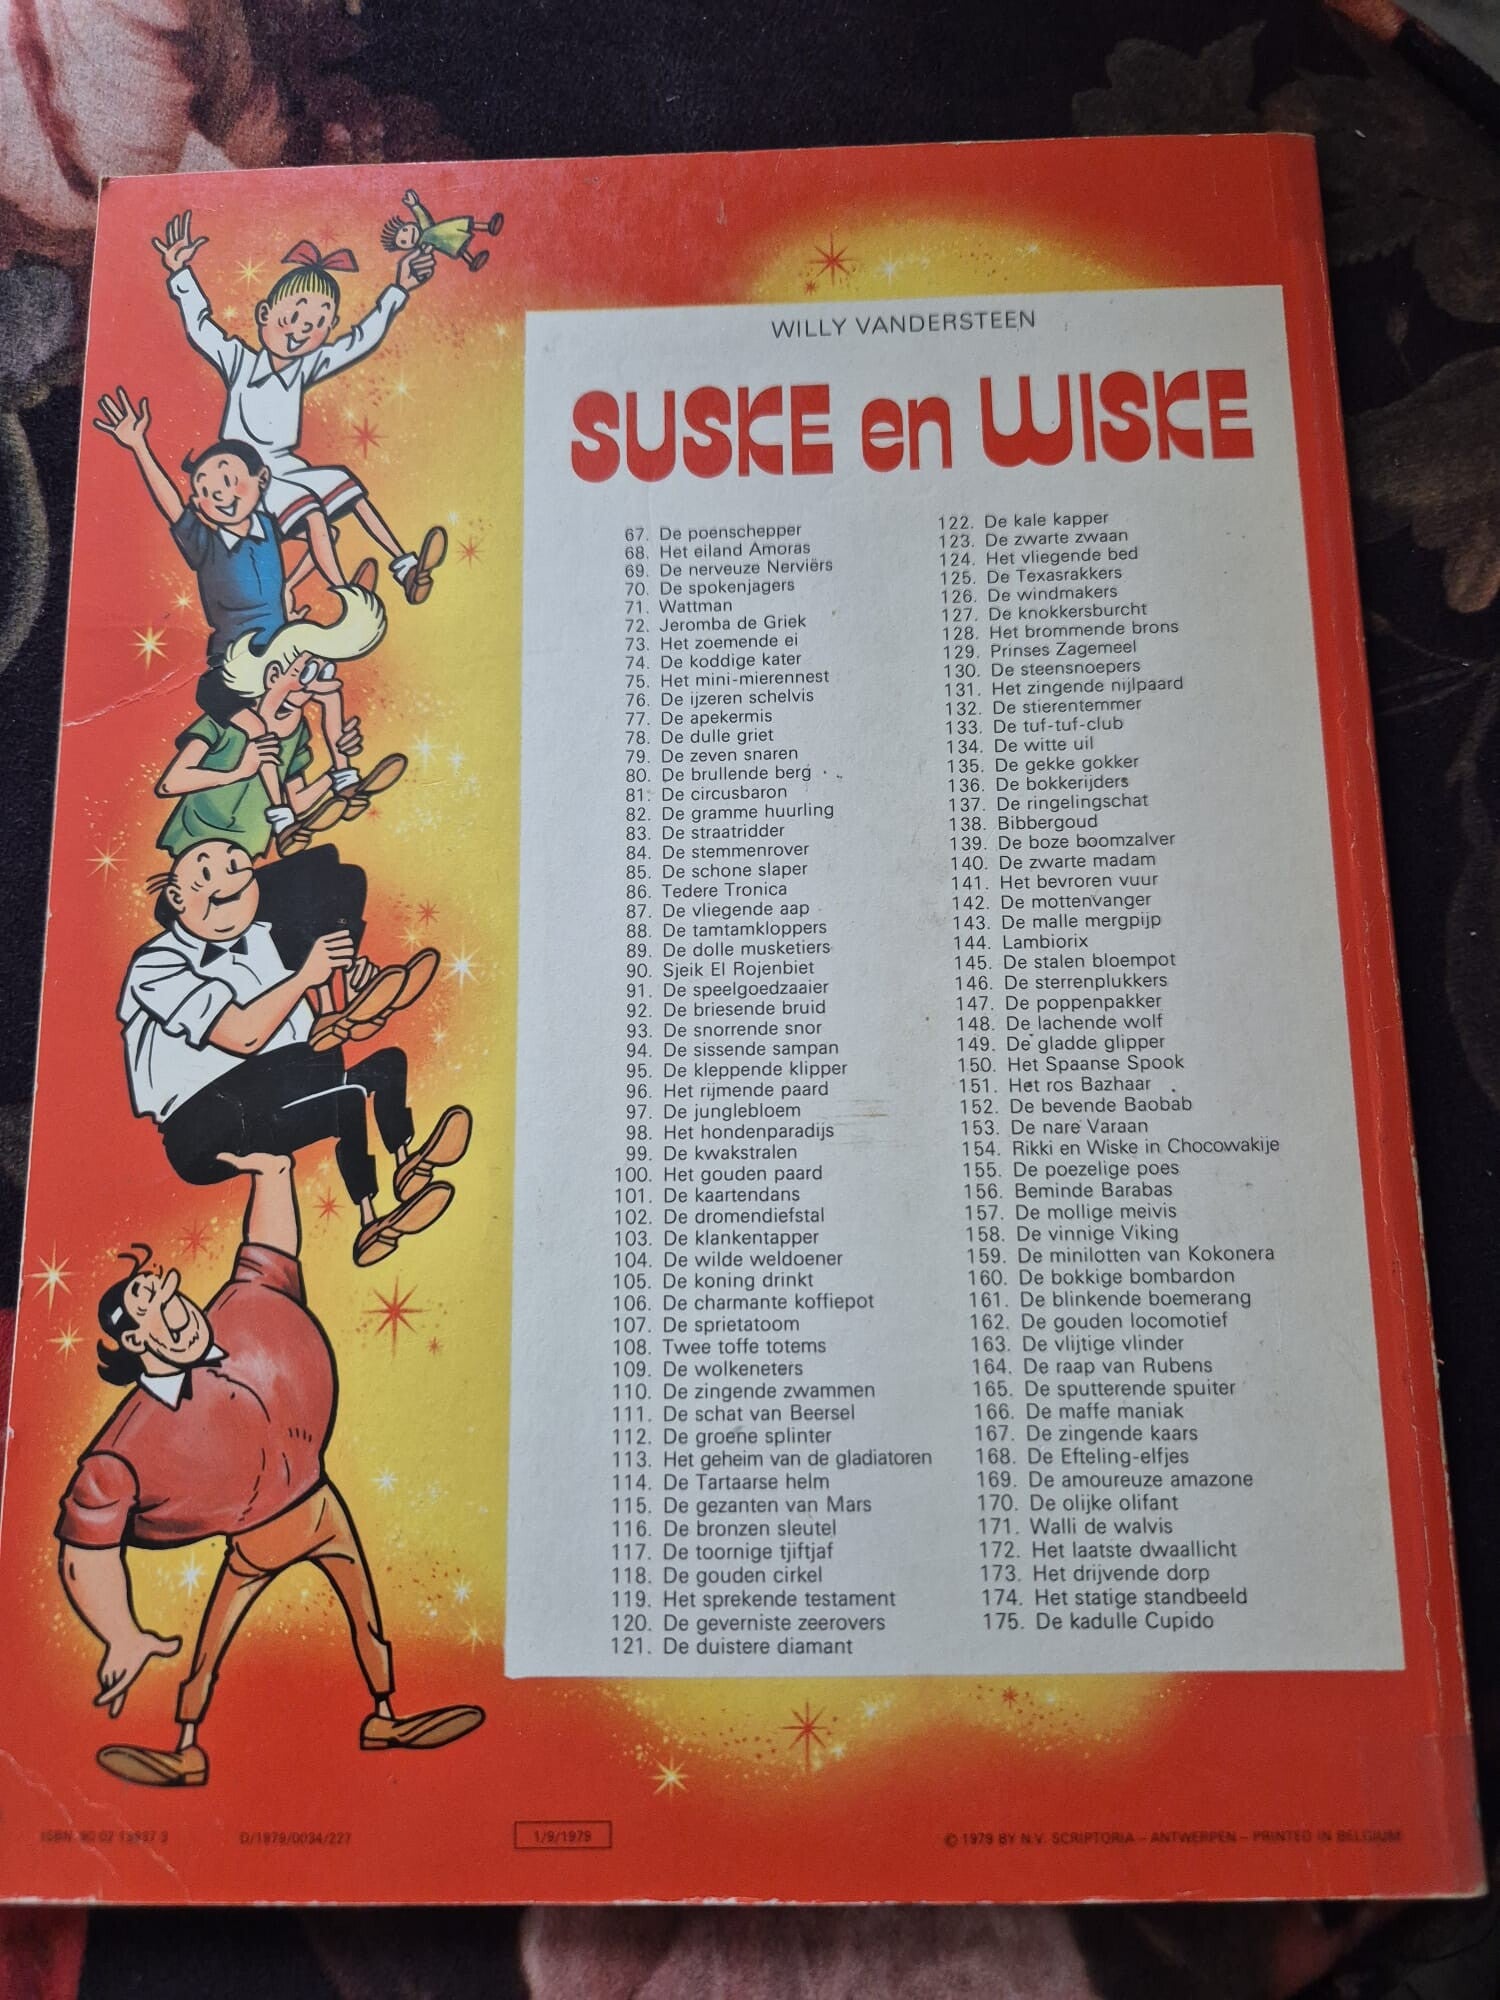 WILLY VANDERSTEEN
SUSKE en WISKE
67. De poenschepper
68. Het eiland Amoras
69. De nerveuze Nerviërs
70. De spokenjagers
71. Wattman
72. Jeromba de Griek
73. Het zoemende ei
74. De koddige kater
75. Het mini-mierennest
76. De ijzeren schelvis
77. De apekermis
78. De dulle griet
79. De zeven snaren
80. De brullende berg
81. De circusbaron
82. De gramme huurling
83. De straatridder
84. De stemmenrover
85. De schone slaper
86. Tedere Tronica
87. De vliegende aap
88. De tamtamkloppers
89. De dolle musketiers
90. Sjeik El Rojenbiet
91. De speelgoedzaaier
92. De briesende bruid
93. De snorrende snor
94. De sissende sampan
95. De kleppende klipper
96. Het rijmende paard
97. De junglebloem
98. Het hondenparadijs
99. De kwakstralen
100. Het gouden paard
101. De kaartendans
102. De dromendiefstal
103. De klankentapper
104. De wilde weldoener
105. De koning drinkt
106. De charmante koffiepot
107. De sprietatoom
108. Twee toffe totems
109. De wolkeneters
110. De zingende zwammen
111. De schat van Beersel
112. De groene splinter
113. Het geheim van de gladiatoren
114. De Tartaarse helm
115. De gezanten van Mars
116. De bronzen sleutel
117. De toornige tjiftjaf
118. De gouden cirkel
119. Het sprekende testament
120. De geverniste zeerovers
121. De duistere diamant
122. De kale kapper
123. De zwarte zwaan
124. Het vliegende bed
125. De Texasrakkers
126. De windmakers
127. De knokkersburcht
128. Het brommende brons
129. Prinses Zagemeel
130. De steensnoepers
131. Het zingende nijlpaard
132. De stierentemmer
133. De tuf-tuf-club
134. De witte uil
135. De gekke gokker
136. De bokkerijders
137. De ringelingschat
138. Bibbergoud
139. De boze boomzalver
140. De zwarte madam
141. Het bevroren vuur
142. De mottenvanger
143. De malle mergpijp
144. Lambiorix
145. De stalen bloempot
146. De sterrenplukkers
147. De poppenpakker
148. De lachende wolf
149. De gladde glipper
150. Het Spaanse Spook
151. Het ros Bazhaar
152. De bevende Baobab
153. De nare Varaan
154. Rikki en Wiske in Chocowakije
155. De poezelige poes
156. Beminde Barabas
157. De mollige meivis
158. De vinnige Viking
159. De minilotten van Kokonera
160. De bokkige bombardon
161. De blinkende boemerang
162. De gouden locomotief
163. De vlijtige vlinder
164. De raap van Rubens
165. De sputterende spuiter
166. De maffe maniak
167. De zingende kaars
168. De Efteling-elfjes
169. De amoureuze amazone
170. De olijke olifant
171. Walli de walvis
172. Het laatste dwaallicht
173. Het drijvende dorp
174. Het statige standbeeld
175. De kadulle Cupido
ISBN 90 02
D/1979/0034/227
1/9/1979
© 1979 BY N.V. SCRIPTORIA – ANTWERPEN – PRINTED IN BELGIUM